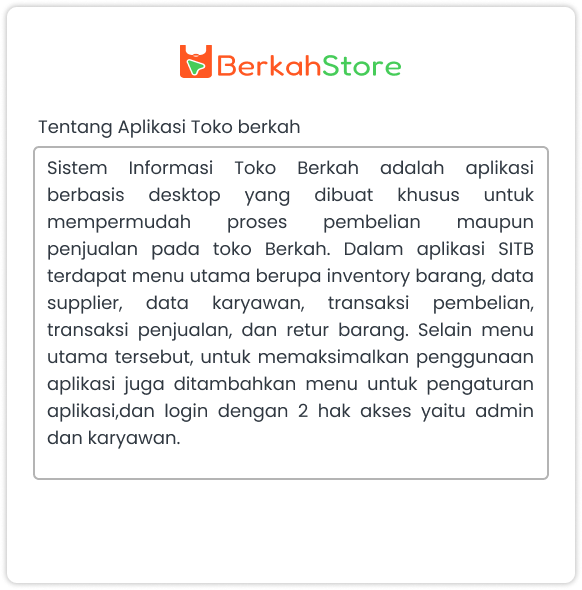 BerkahStore
Tentang Aplikasi Toko berkah
Sistem Informasi Toko Berkah adalah aplikasi
berbasis desktop yang dibuat khusus untuk
mempermudah proses pembelian maupun
penjualan pada toko Berkah. Dalam aplikasi SITB
terdapat menu utama berupa inventory barang, data
supplier, data karyawan, transaksi pembelian,
transaksi penjualan, dan retur barang. Selain menu
utama tersebut, untuk memaksimalkan penggunaan
aplikasi juga ditambahkan menu untuk pengaturan
aplikasi,dan login dengan 2 hak akses yaitu admin
dan karyawan.